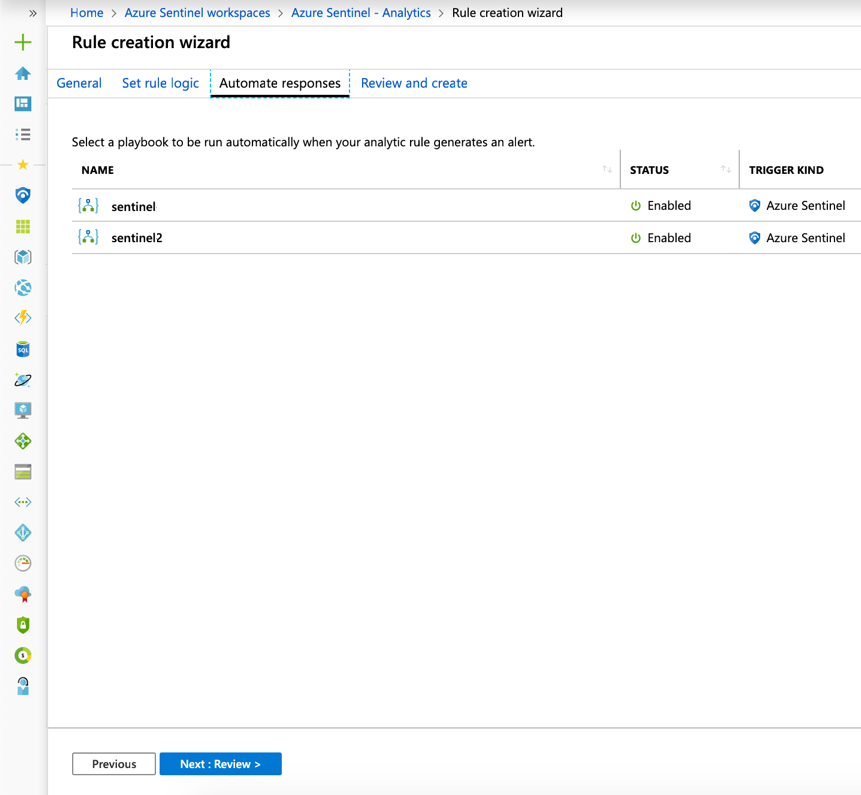 » Home > Azure Sentinel workspaces > Azure Sentinel - Analytics > Rule creation wizard
Rule creation wizard
General Set rule logic Automate responses Review and create
Select a playbook to be run automatically when your analytic rule generates an alert.
NAME STATUS TRIGGER KIND
sentinel Enabled Azure Sentinel
sentinel2 Enabled Azure Sentinel
SQL
Previous Next : Review >